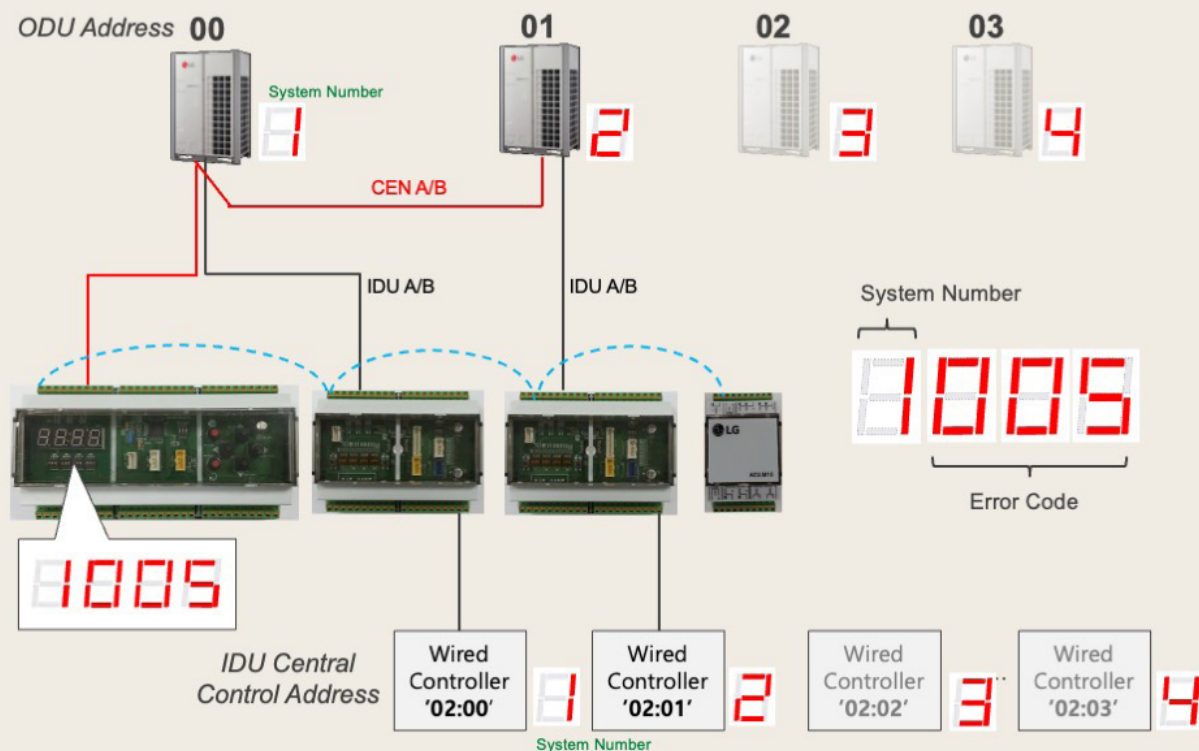 ODU Address 00 01 02 03
System Number
1 2 3 4
CEN A/B
IDU A/B IDU A/B
System Number
1005
Error Code
LG
1005
IDU Central
Control Address
Wired
Controller
'02:00'
1
System Number
Wired
Controller
'02:01'
2
Wired
Controller
'02:02'
3
..
Wired
Controller
'02:03'
4